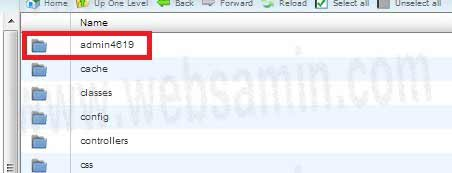 Home Up One Level Back Forward Reload Select all Unselect all
Name
admin4619
cache
classes
config
controllers
css
www.websamin.com